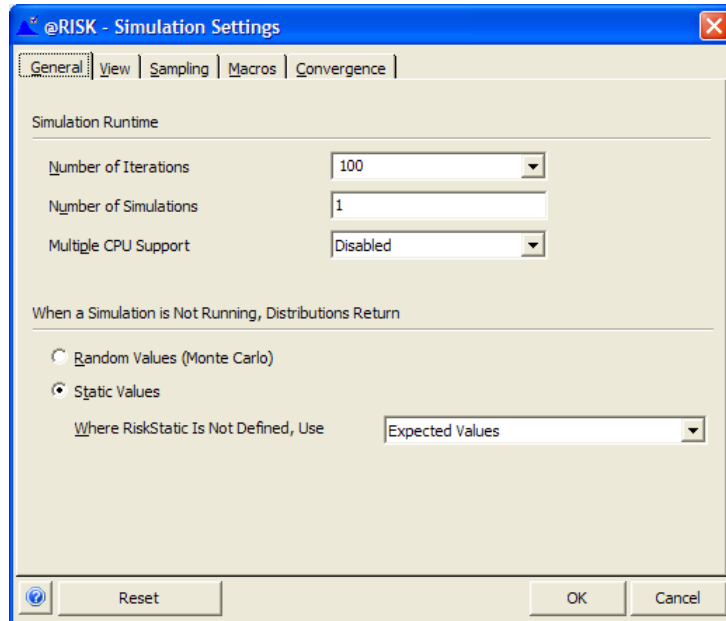 @RISK - Simulation Settings
General View Sampling Macros Convergence
Simulation Runtime
Number of Iterations 100
Number of Simulations 1
Multiple CPU Support Disabled
When a Simulation is Not Running, Distributions Return
Random Values (Monte Carlo)
Static Values
Where RiskStatic Is Not Defined, Use Expected Values
? Reset OK Cancel